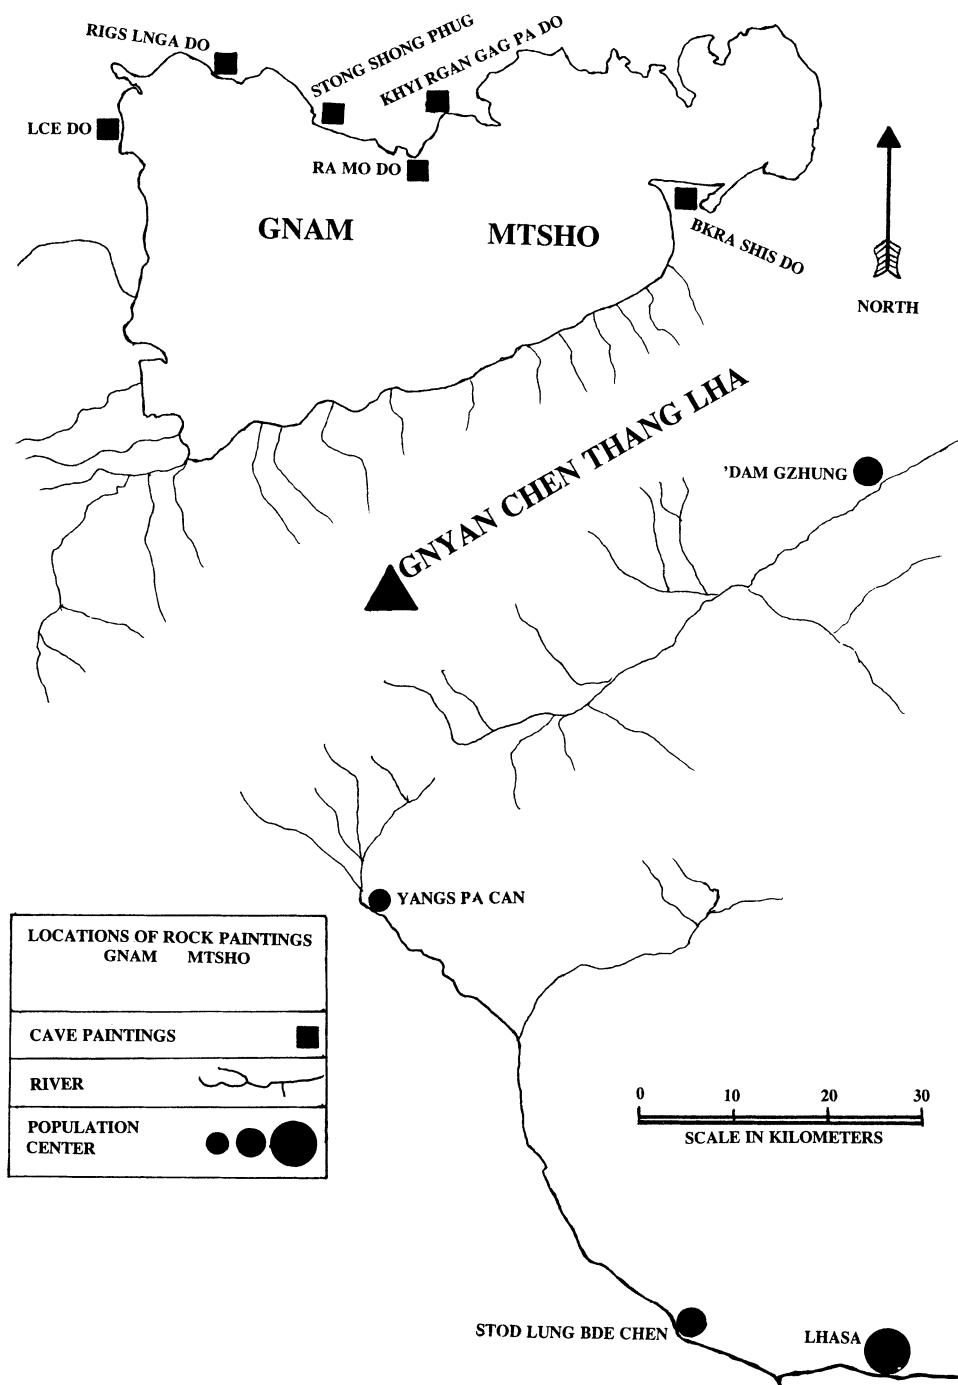 RIGS LNGA DO
STONG SHONG PHUG
KHYI RGAN GAG PA DO
LCE DO
RA MO DO
GNAM MTSHO
BKRA SHIS DO
NORTH
GNYAN CHEN THANG LHA
'DAM GZHUNG
YANGS PA CAN
LOCATIONS OF ROCK PAINTINGS
GNAM MTSHO
CAVE PAINTINGS
RIVER
POPULATION
CENTER
0 10 20 30
SCALE IN KILOMETERS
STOD LUNG BDE CHEN
LHASA